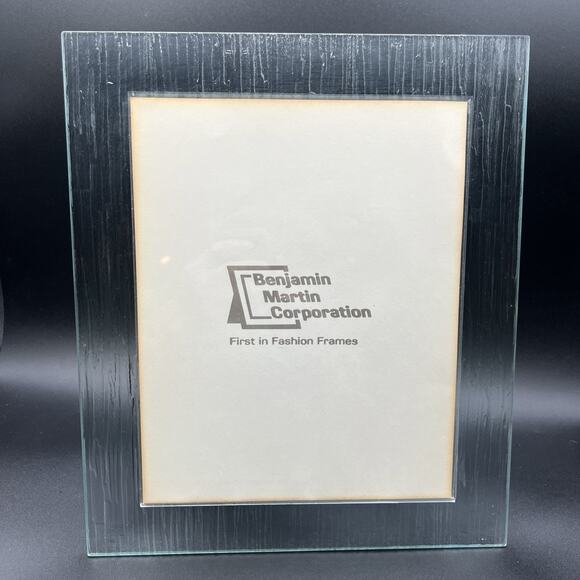 Benjamin
Martin
Corporation
First in Fashion Frames